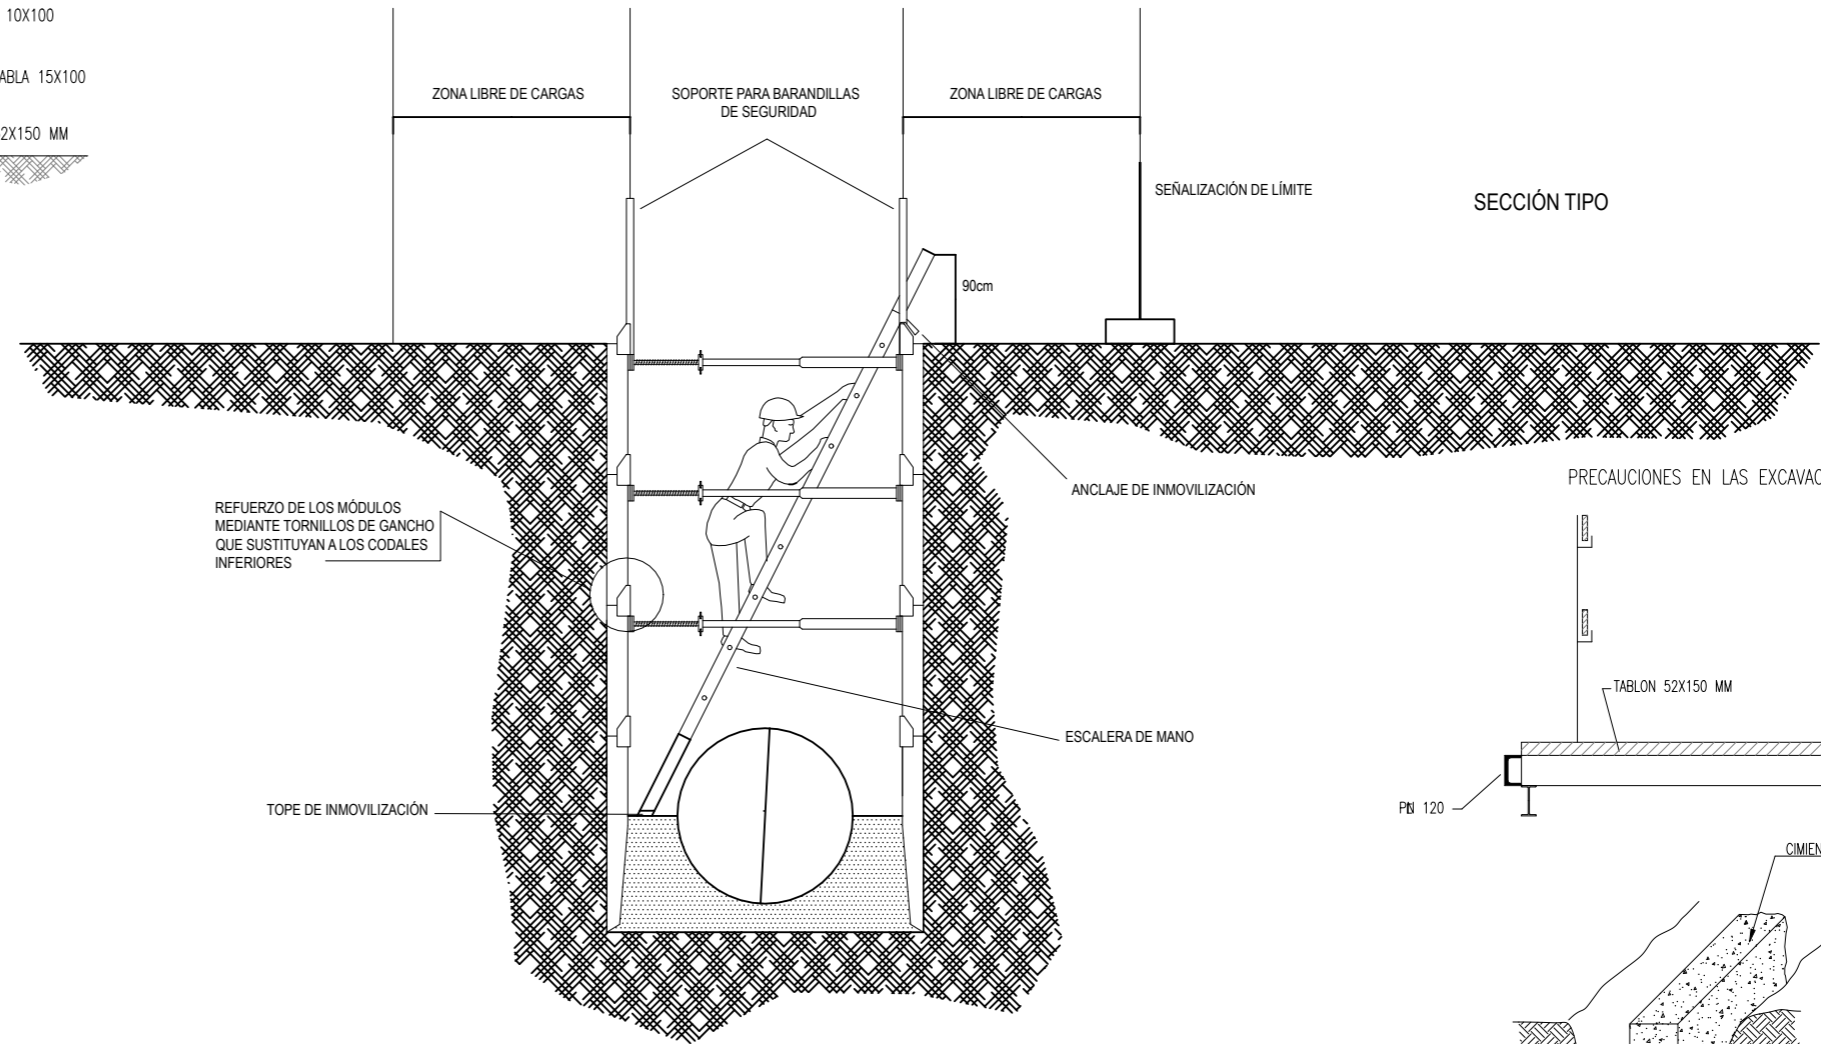 10X100
ABLA 15X100
2X150 MM
ZONA LIBRE DE CARGAS
SOPORTE PARA BARANDILLAS
DE SEGURIDAD
ZONA LIBRE DE CARGAS
SEÑALIZACIÓN DE LÍMITE
SECCIÓN TIPO
90cm
ANCLAJE DE INMOVILIZACIÓN
PRECAUCIONES EN LAS EXCAVAC
REFUERZO DE LOS MÓDULOS
MEDIANTE TORNILLOS DE GANCHO
QUE SUSTITUYAN A LOS CODALES
INFERIORES
TABLON 52X150 MM
ESCALERA DE MANO
TOPE DE INMOVILIZACIÓN
120
CIMIEN